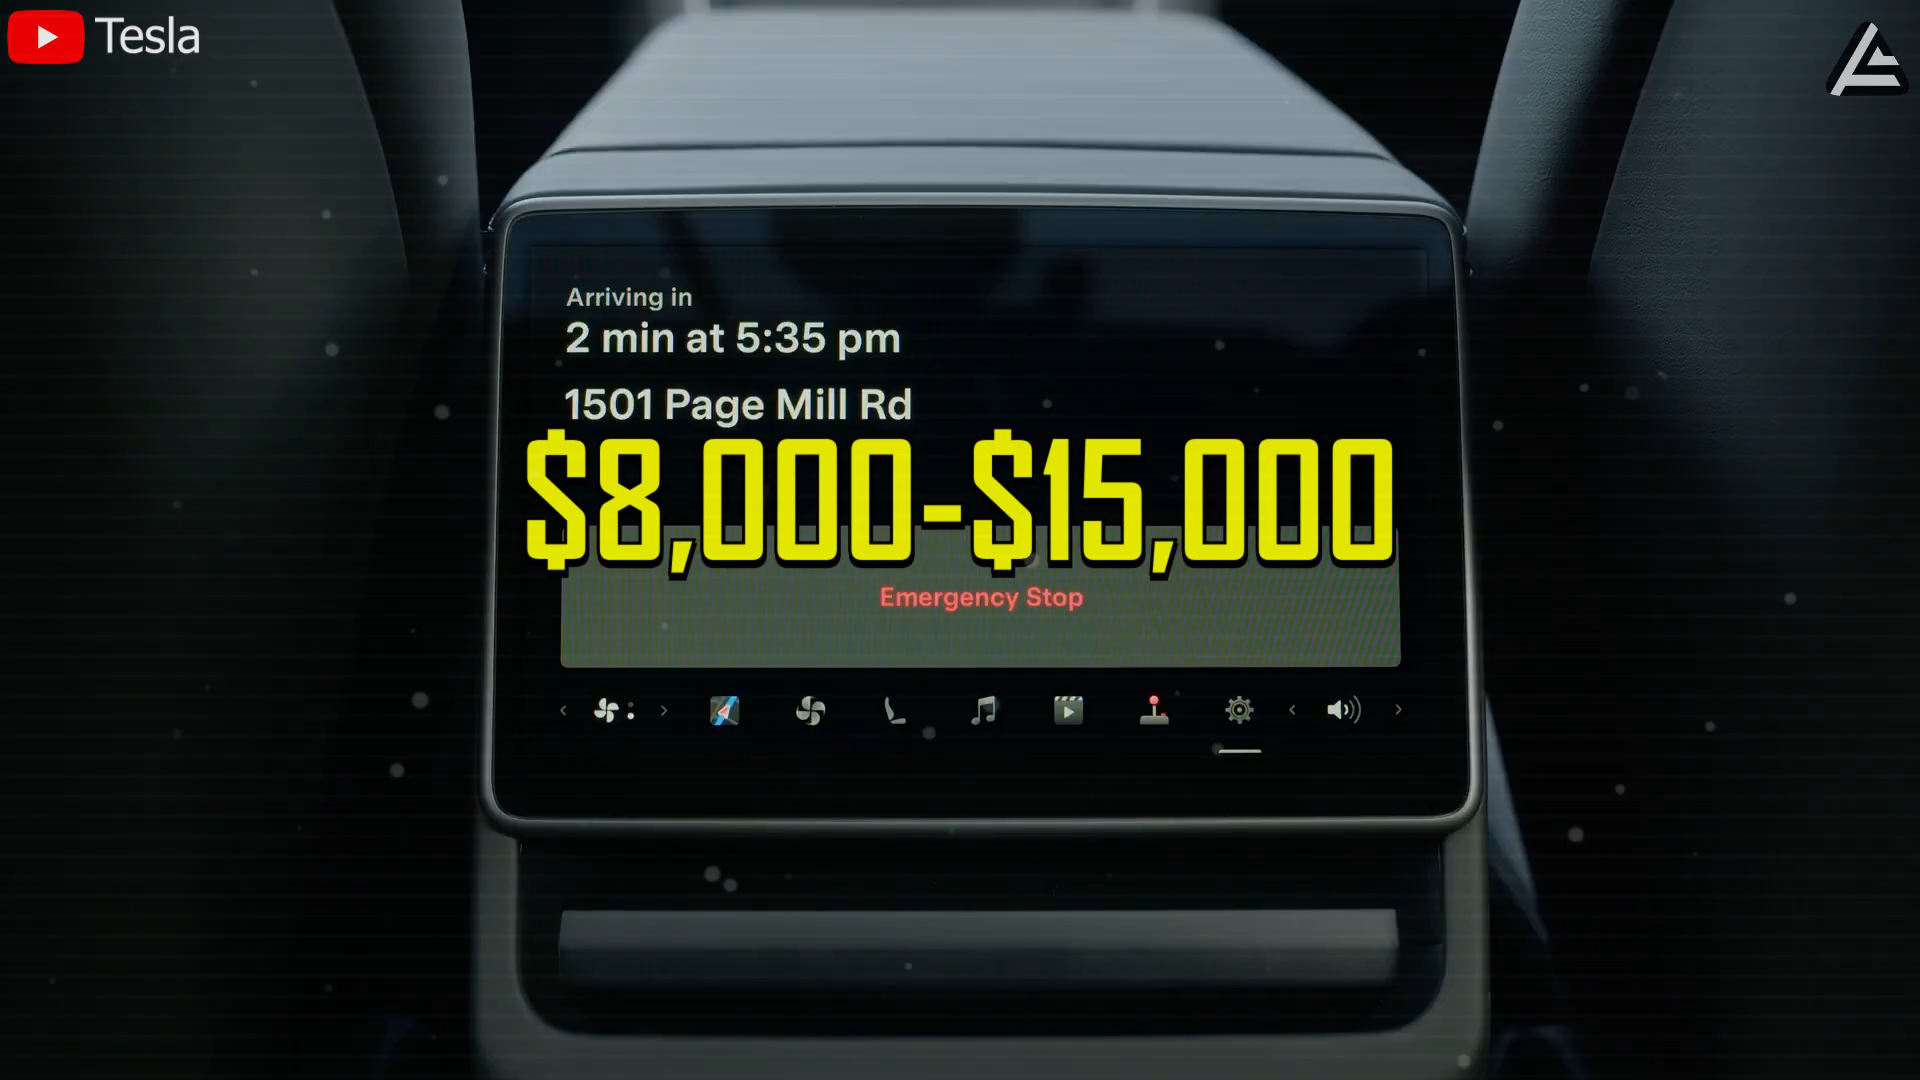 Tesla
Arriving in
2 min at 5:35 pm
1501 Page Mill Rd
$8,000-$15,000
Emergency Stop